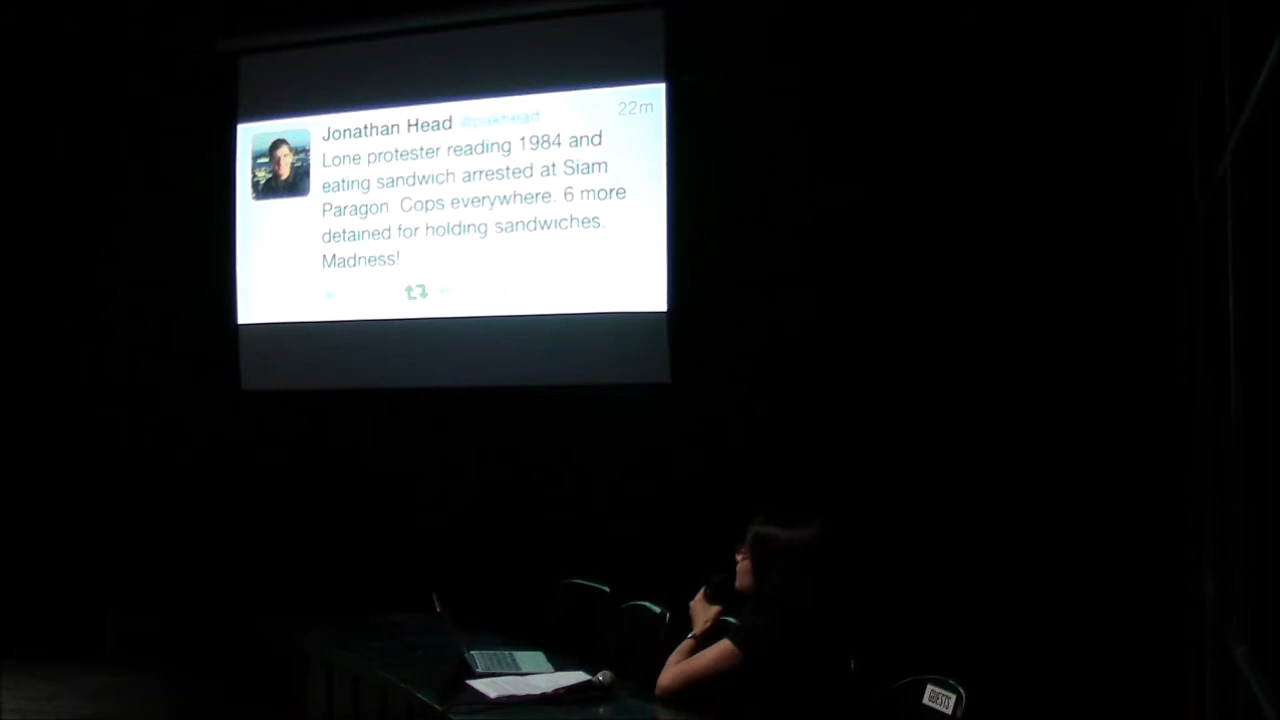 Jonathan Head @pakhead 22m
Lone protester reading 1984 and
eating sandwich arrested at Siam
Paragon. Cops everywhere. 6 more
detained for holding sandwiches.
Madness!
GUESTS